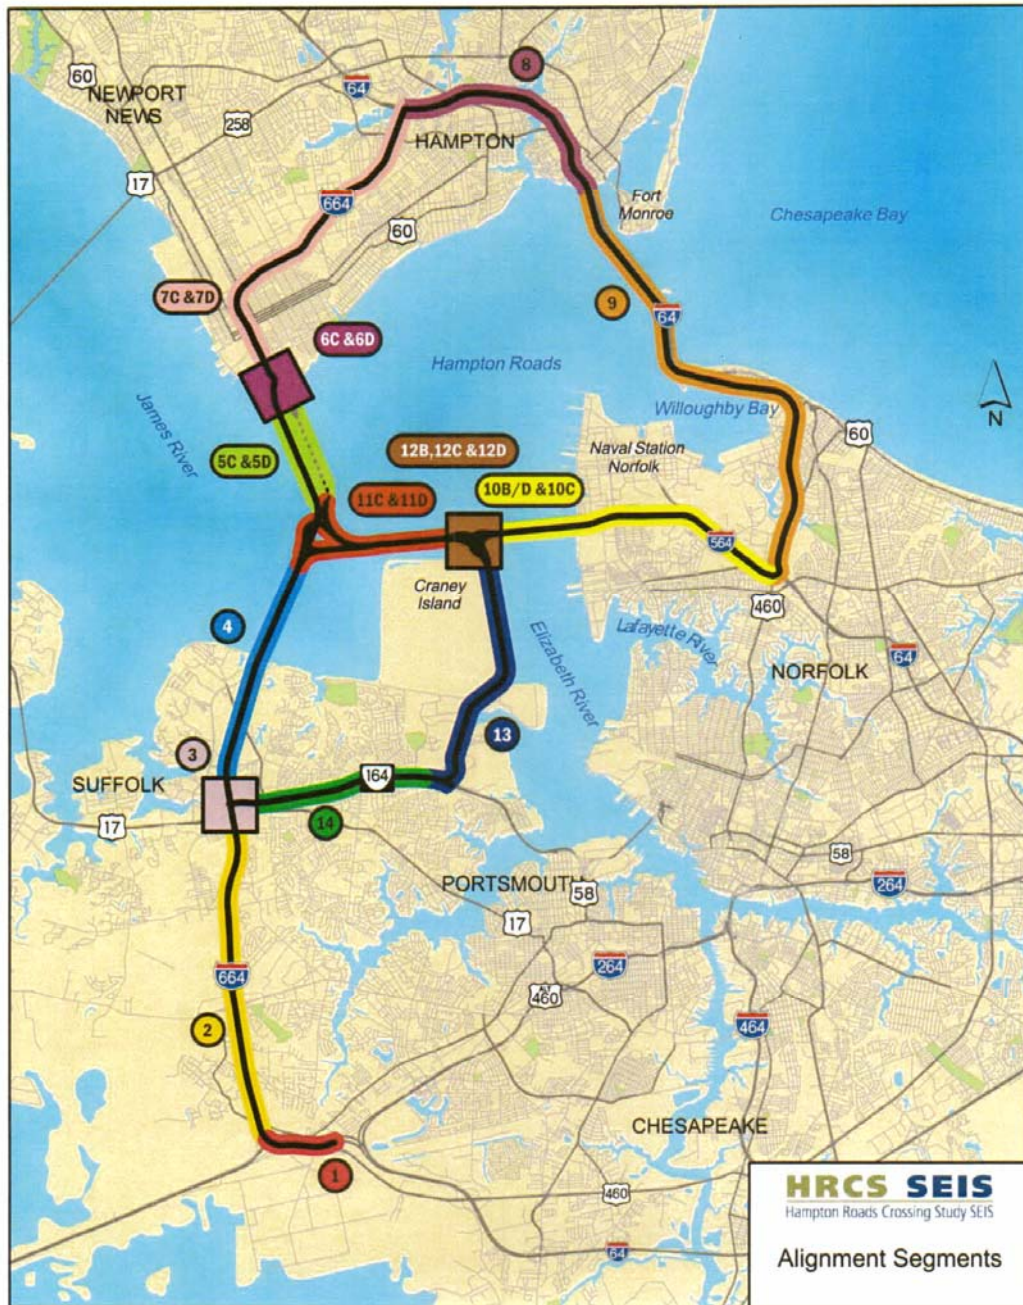 8
60
64
NEWPORT
NEWS
258
HAMPTON
17
664
60
Fort
Monroe
Chesapeake Bay
7C &7D
9
64
6C &6D
Hampton Roads
James River
Willoughby Bay
N
60
12B, 12C &12D
Naval Station
Norfolk
5C &5D
10B/D &10C
11C &11D
564
Craney
Island
460
4
Elizabeth River
Lafayette River
64
NORFOLK
13
3
SUFFOLK
164
17
14
58
PORTSMOUTH
58
264
17
664
264
460
2
464
CHESAPEAKE
1
460
64
HRCS SEIS
Hampton Roads Crossing Study SEIS
Alignment Segments